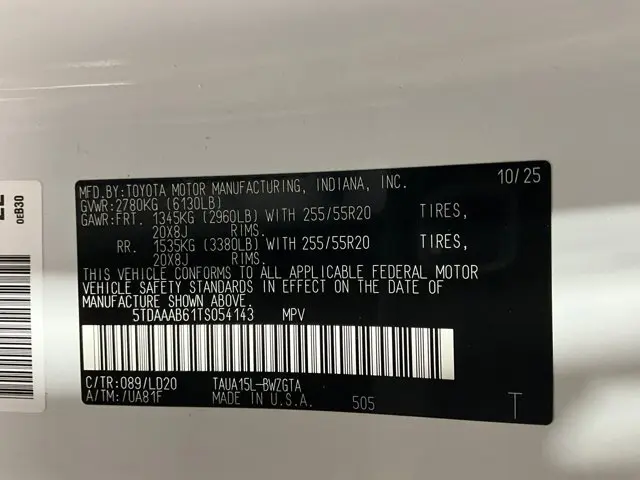 MFD.BY:TOYOTA MOTOR MANUFACTURING, INDIANA, INC. 10/25
GVWR:2780KG (6130LB)
GAWR:FRT. 1345KG (2960LB) WITH 255/55R20 TIRES,
20X8J RIMS.
RR. 1535KG (3380LB) WITH 255/55R20 TIRES,
20X8J RIMS.
THIS VEHICLE CONFORMS TO ALL APPLICABLE FEDERAL MOTOR
VEHICLE SAFETY STANDARDS IN EFFECT ON THE DATE OF
MANUFACTURE SHOWN ABOVE.
5TDAAAB61TS054143 MPV
C/TR:089/LD20 TAUA15L-BWZGTA
A/TM:/UA81F MADE IN U.S.A. 505 T